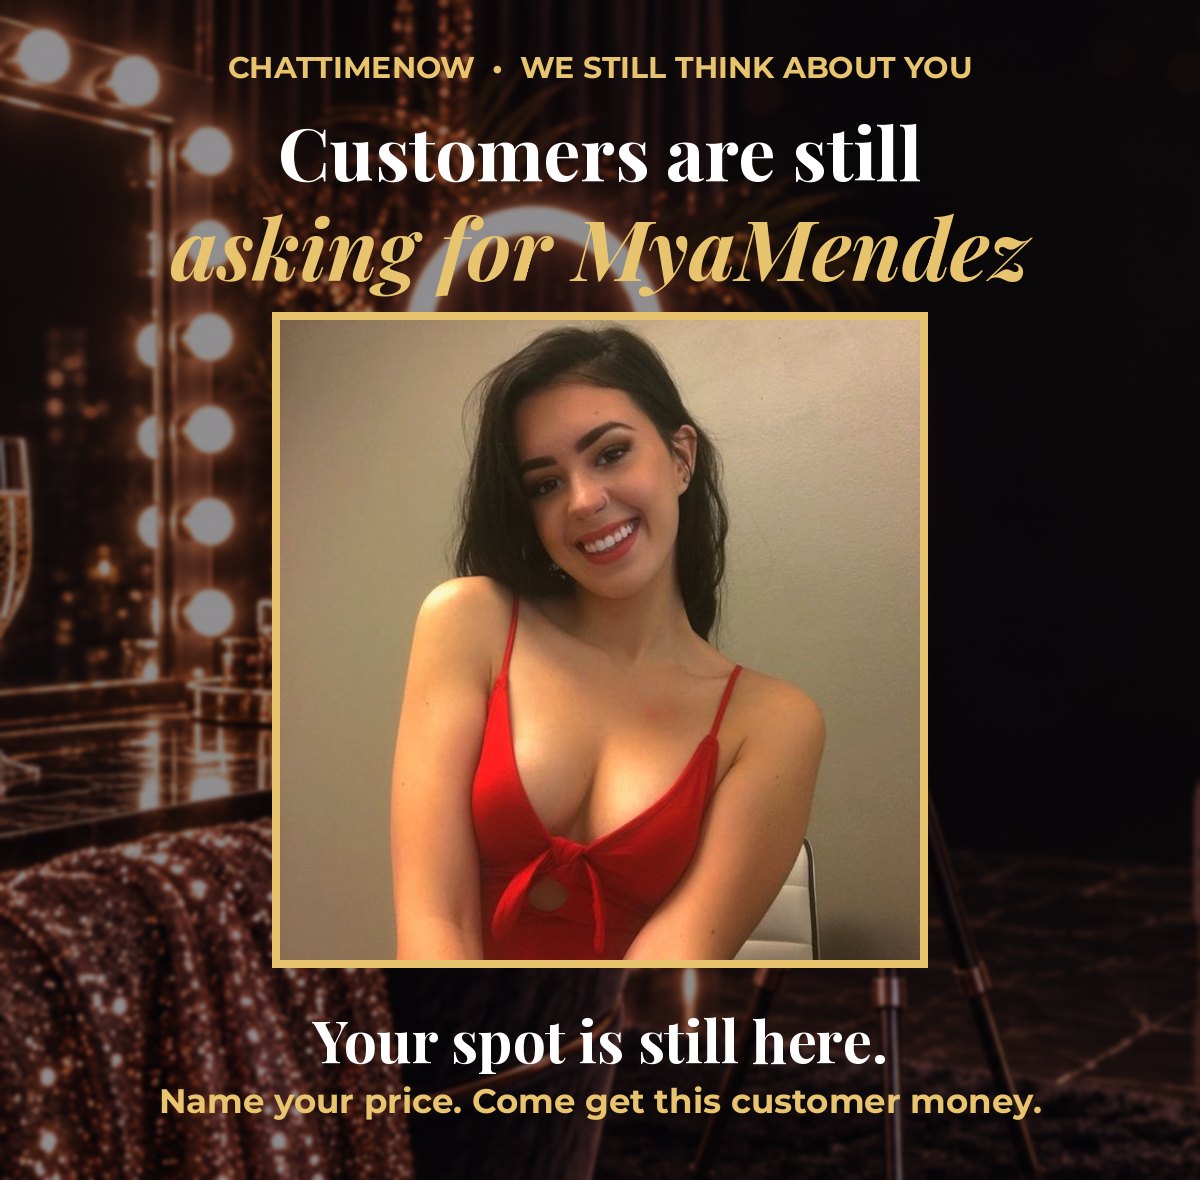 CHATTIMENOW • WE STILL THINK ABOUT YOU
Customers are still
asking for MyaMendez
Your spot is still here.
Name your price. Come get this customer money.